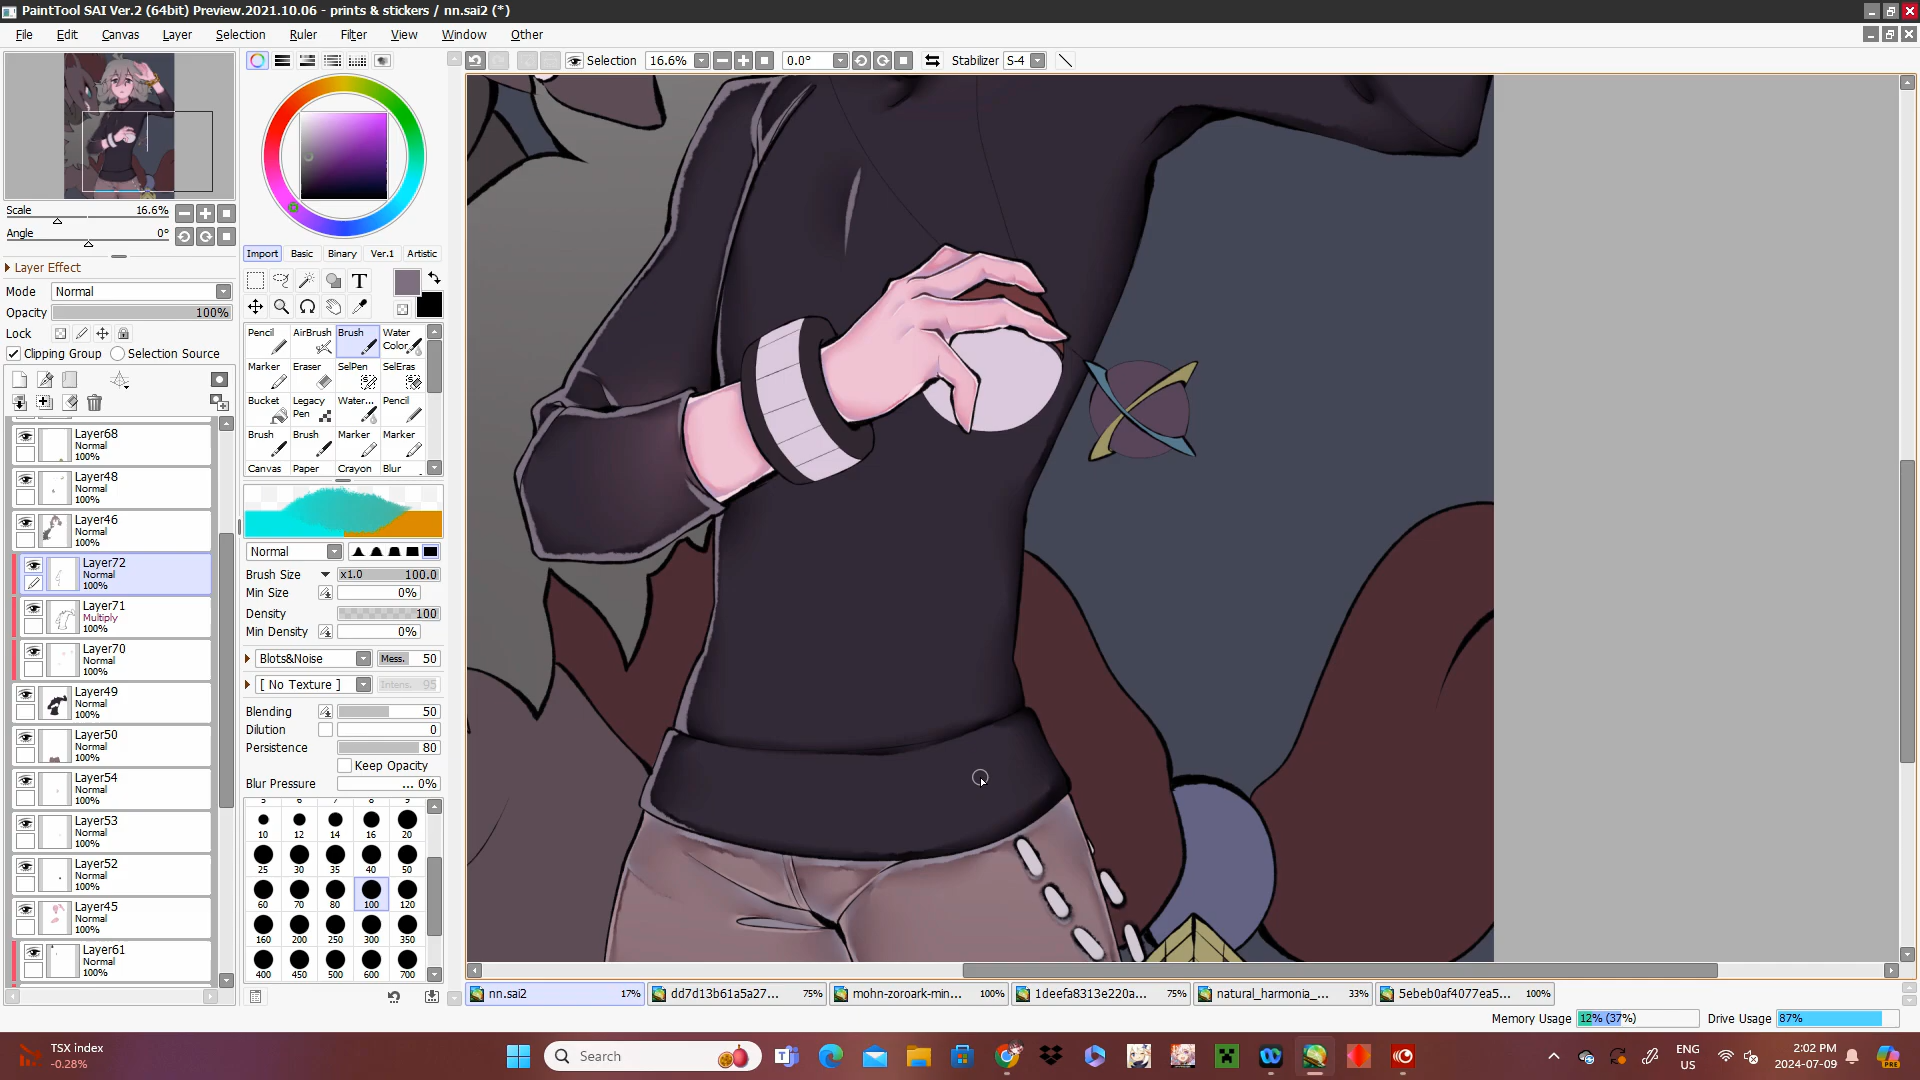 PaintTool SAI Ver.2 (64bit) Preview.2021.10.06 - prints & stickers / nn.sai2 (*)
File Edit Canvas Layer Selection Ruler Filter View Window Other
Selection 16.6% 0.0° Stabilizer S-4
Scale 16.6%
Angle 0°
Layer Effect
Mode Normal
Opacity 100%
Lock
Clipping Group Selection Source
Layer68
Normal
100%
Layer48
Normal
100%
Layer46
Normal
100%
Layer72
Normal
100%
Layer71
Multiply
100%
Layer70
Normal
100%
Layer49
Normal
100%
Layer50
Normal
100%
Layer54
Normal
100%
Layer53
Normal
100%
Layer52
Normal
100%
Layer45
Normal
100%
Layer61
Normal
100%
Import Basic Binary Ver.1 Artistic
T
Pencil AirBrush Brush Water Color
Marker Eraser SelPen SelEras
Bucket Legacy Pen Water... Pencil
Brush Brush Marker Marker
Canvas Paper Crayon Blur
Normal
Brush Size x1.0 100.0
Min Size 0%
Density 100
Min Density 0%
Blots&Noise Mess. 50
[ No Texture ] Intens. 95
Blending 50
Dilution 0
Persistence 80
Keep Opacity
Blur Pressure ... 0%
5 6 7 8 9
10 12 14 16 20
25 30 35 40 50
60 70 80 100 120
160 200 250 300 350
400 450 500 600 700
nn.sai2 17% dd7d13b61a5a27... 75% mohn-zoroark-min... 100% 1deefa8313e220a... 75% natural_harmonia_... 33% 5ebeb0af4077ea5... 100%
Memory Usage 12% (37%) Drive Usage 87%
TSX index
-0.28%
Search
ENG
US
2:02 PM
2024-07-09
PRE